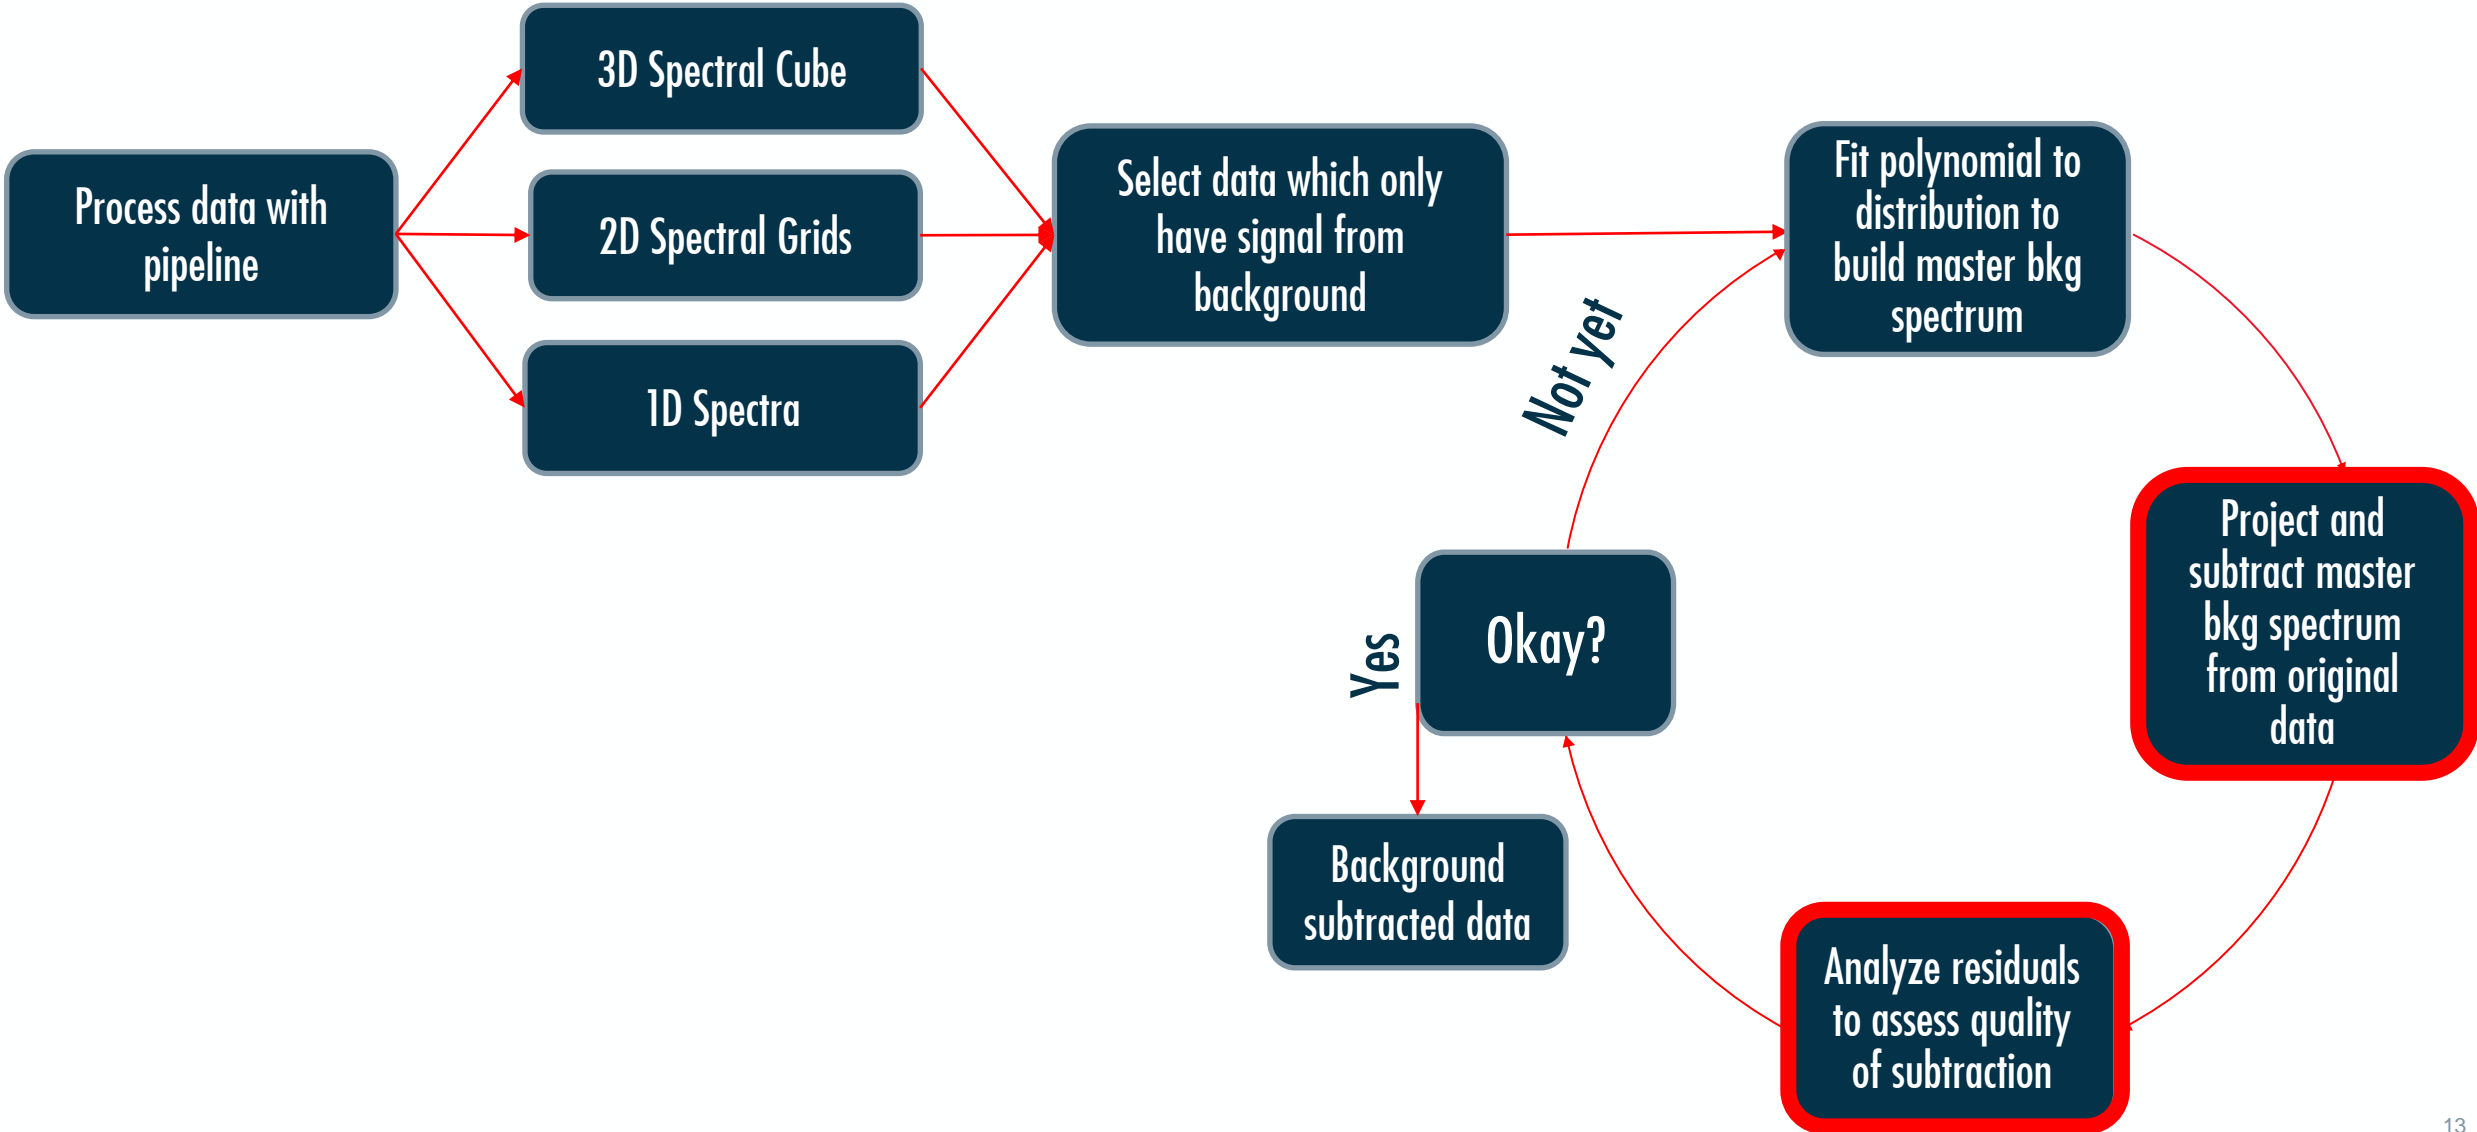 Process data with
pipeline
3D Spectral Cube
2D Spectral Grids
1D Spectra
Select data which only
have signal from
background
Fit polynomial to
distribution to
build master bkg
spectrum
Project and
subtract master
bkg spectrum
from original
data
Analyze residuals
to assess quality
of subtraction
Okay?
Not yet
Yes
Background
subtracted data
13